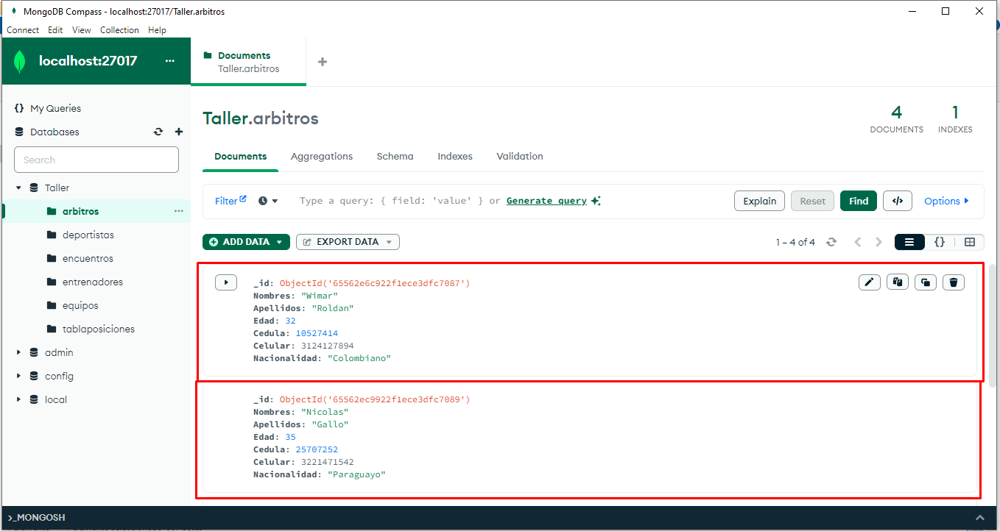 MongoDB Compass - localhost:27017/Taller.arbitros
Connect Edit View Collection Help
localhost:27017 ...
Documents
Taller.arbitros
+
{} My Queries
Databases
Search
Taller
arbitros ...
deportistas
encuentros
entrenadores
equipos
tablaposiciones
admin
config
local
Taller.arbitros
4
DOCUMENTS
1
INDEXES
Documents Aggregations Schema Indexes Validation
Filter Type a query: { field: 'value' } or Generate query Explain Reset Find </> Options
ADD DATA EXPORT DATA 1 – 4 of 4 {}
_id: ObjectId('65562e6c922f1ece3dfc7087')
Nombres: "Wimar"
Apellidos: "Roldan"
Edad: 32
Cedula: 10527414
Celular: 3124127894
Nacionalidad: "Colombiano"
_id: ObjectId('65562ec9922f1ece3dfc7089')
Nombres: "Nicolas"
Apellidos: "Gallo"
Edad: 35
Cedula: 25707252
Celular: 3221471542
Nacionalidad: "Paraguayo"
>_MONGOSH